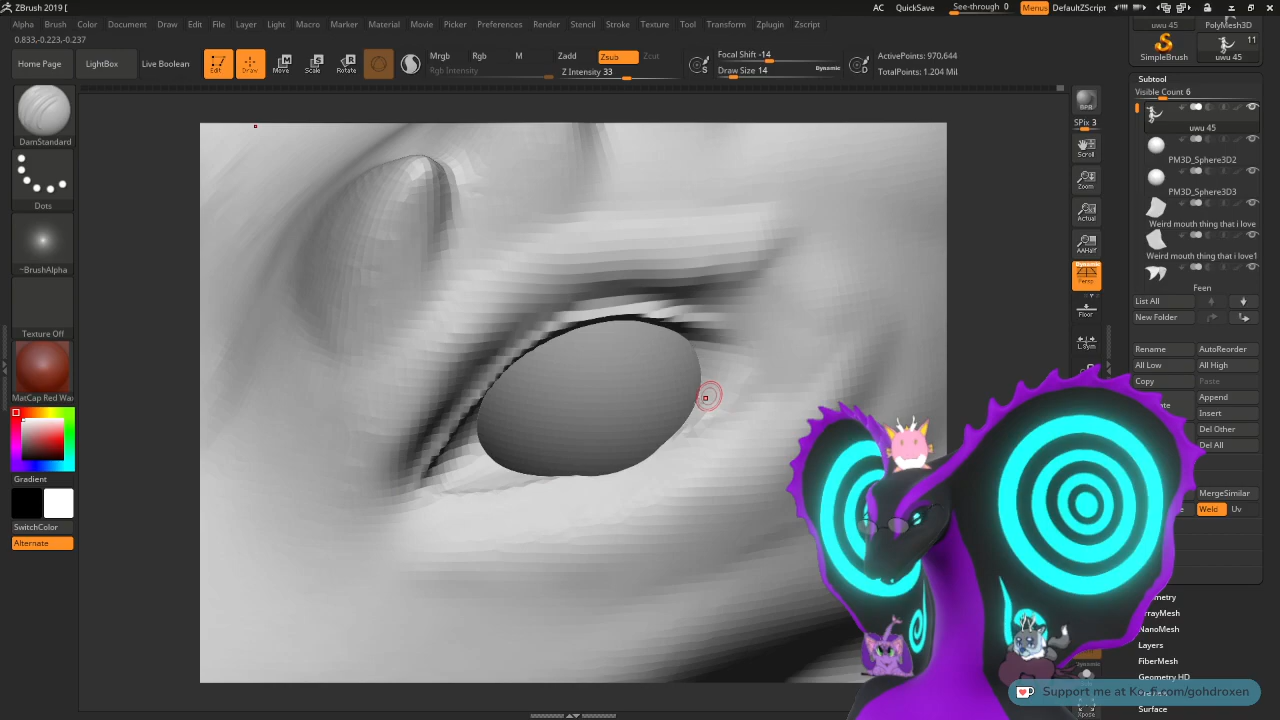 ZBrush 2019 [
AC
QuickSave
See-through 0
Menus
DefaultZScript
Alpha
Brush
Color
Document
Draw
Edit
File
Layer
Light
Macro
Marker
Material
Movie
Picker
Preferences
Render
Stencil
Stroke
Texture
Tool
Transform
Zplugin
Zscript
0.833,-0.223,-0.237
Home Page
LightBox
Live Boolean
Edit
Draw
Move
Scale
Rotate
Mrgb
Rgb
M
Zadd
Zsub
Zcut
Rgb Intensity
Z Intensity 33
S
Focal Shift -14
Draw Size 14
Dynamic
D
ActivePoints: 970,644
TotalPoints: 1.204 Mil
DamStandard
Dots
~BrushAlpha
Texture Off
MatCap Red Wa
Gradient
SwitchColor
Alternate
BPR
SPix 3
Scroll
Zoom
Actual
AAHalf
Dynamic
Persp
Floor
L.Sym
Dynamic
Xpose
uwu 45
PolyMesh3D
SimpleBrush
11
uwu 45
Subtool
Visible Count 6
uwu 45
PM3D_Sphere3D2
PM3D_Sphere3D3
Weird mouth thing that i love
Weird mouth thing that i love1
Feen
List All
New Folder
Rename
AutoReorder
All Low
All High
Copy
Paste
Append
Insert
Del Other
Del All
MergeSimilar
Weld
Uv
NanoMesh
Layers
FiberMesh
Geometry HD
Surface
Support me at Ko-fi.com/gohdroxen